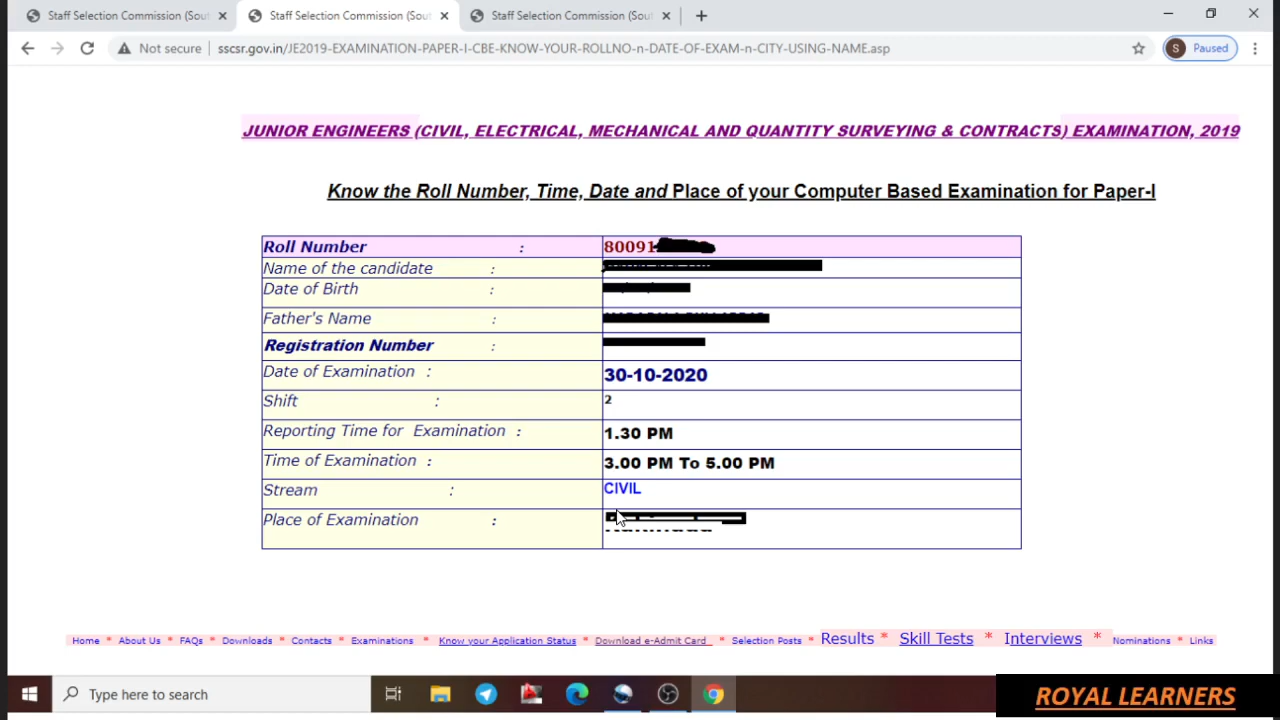 Staff Selection Commission (Sou
Staff Selection Commission (Sou
Staff Selection Commission (Sou
Not secure
sscsr.gov.in/JE2019-EXAMINATION-PAPER-I-CBE-KNOW-YOUR-ROLLNO-n-DATE-OF-EXAM-n-CITY-USING-NAME.asp
S Paused
JUNIOR ENGINEERS (CIVIL, ELECTRICAL, MECHANICAL AND QUANTITY SURVEYING & CONTRACTS) EXAMINATION, 2019
Know the Roll Number, Time, Date and Place of your Computer Based Examination for Paper-I
Roll Number : 80091
Name of the candidate :
Date of Birth :
Father's Name :
Registration Number :
Date of Examination : 30-10-2020
Shift : 2
Reporting Time for Examination : 1.30 PM
Time of Examination : 3.00 PM To 5.00 PM
Stream : CIVIL
Place of Examination :
Home * About Us * FAQs * Downloads * Contacts * Examinations * Know your Application Status * Download e-Admit Card * Selection Posts * Results * Skill Tests * Interviews * Nominations * Links
Type here to search
ROYAL LEARNERS